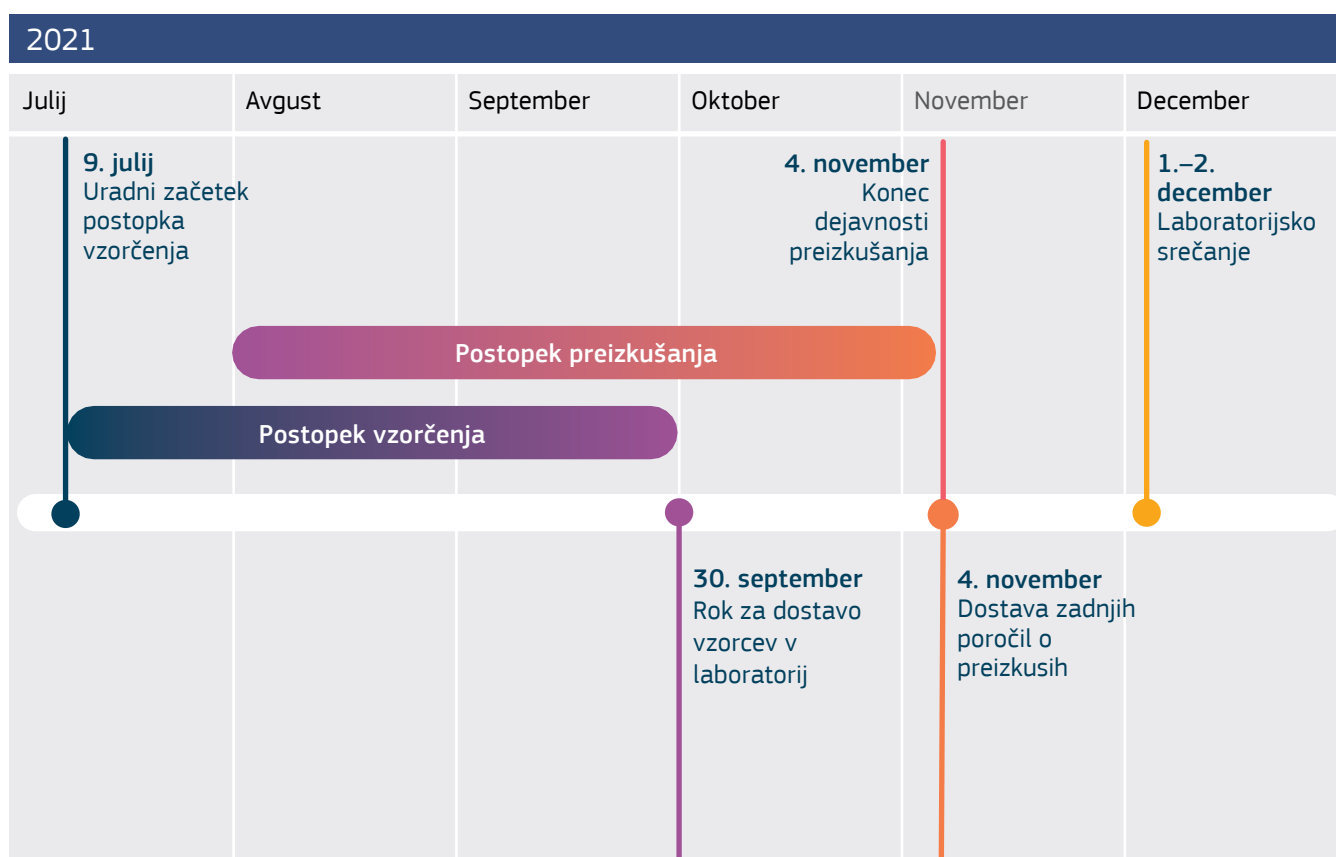 2021
Julij
Avgust
September
Oktober
November
December
9. julij
Uradni začetek
postopka
vzorčenja
4. november
Konec
dejavnosti
preizkušanja
1.–2.
december
Laboratorijsko
srečanje
Postopek preizkušanja
Postopek vzorčenja
30. september
Rok za dostavo
vzorcev v
laboratorij
4. november
Dostava zadnjih
poročil o
preizkusih